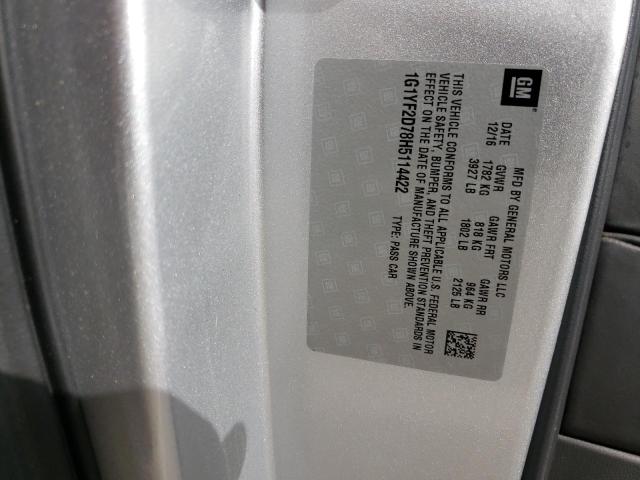 GM
MFD BY GENERAL MOTORS LLC
DATE GVWR GAWR FRT GAWR RR
12/16 1782 KG 818 KG 964 KG
3927 LB 1802 LB 2125 LB
THIS VEHICLE CONFORMS TO ALL APPLICABLE U.S. FEDERAL MOTOR
VEHICLE SAFETY, BUMPER, AND THEFT PREVENTION STANDARDS IN
EFFECT ON THE DATE OF MANUFACTURE SHOWN ABOVE.
1G1YF2D78H5114422 TYPE: PASS CAR